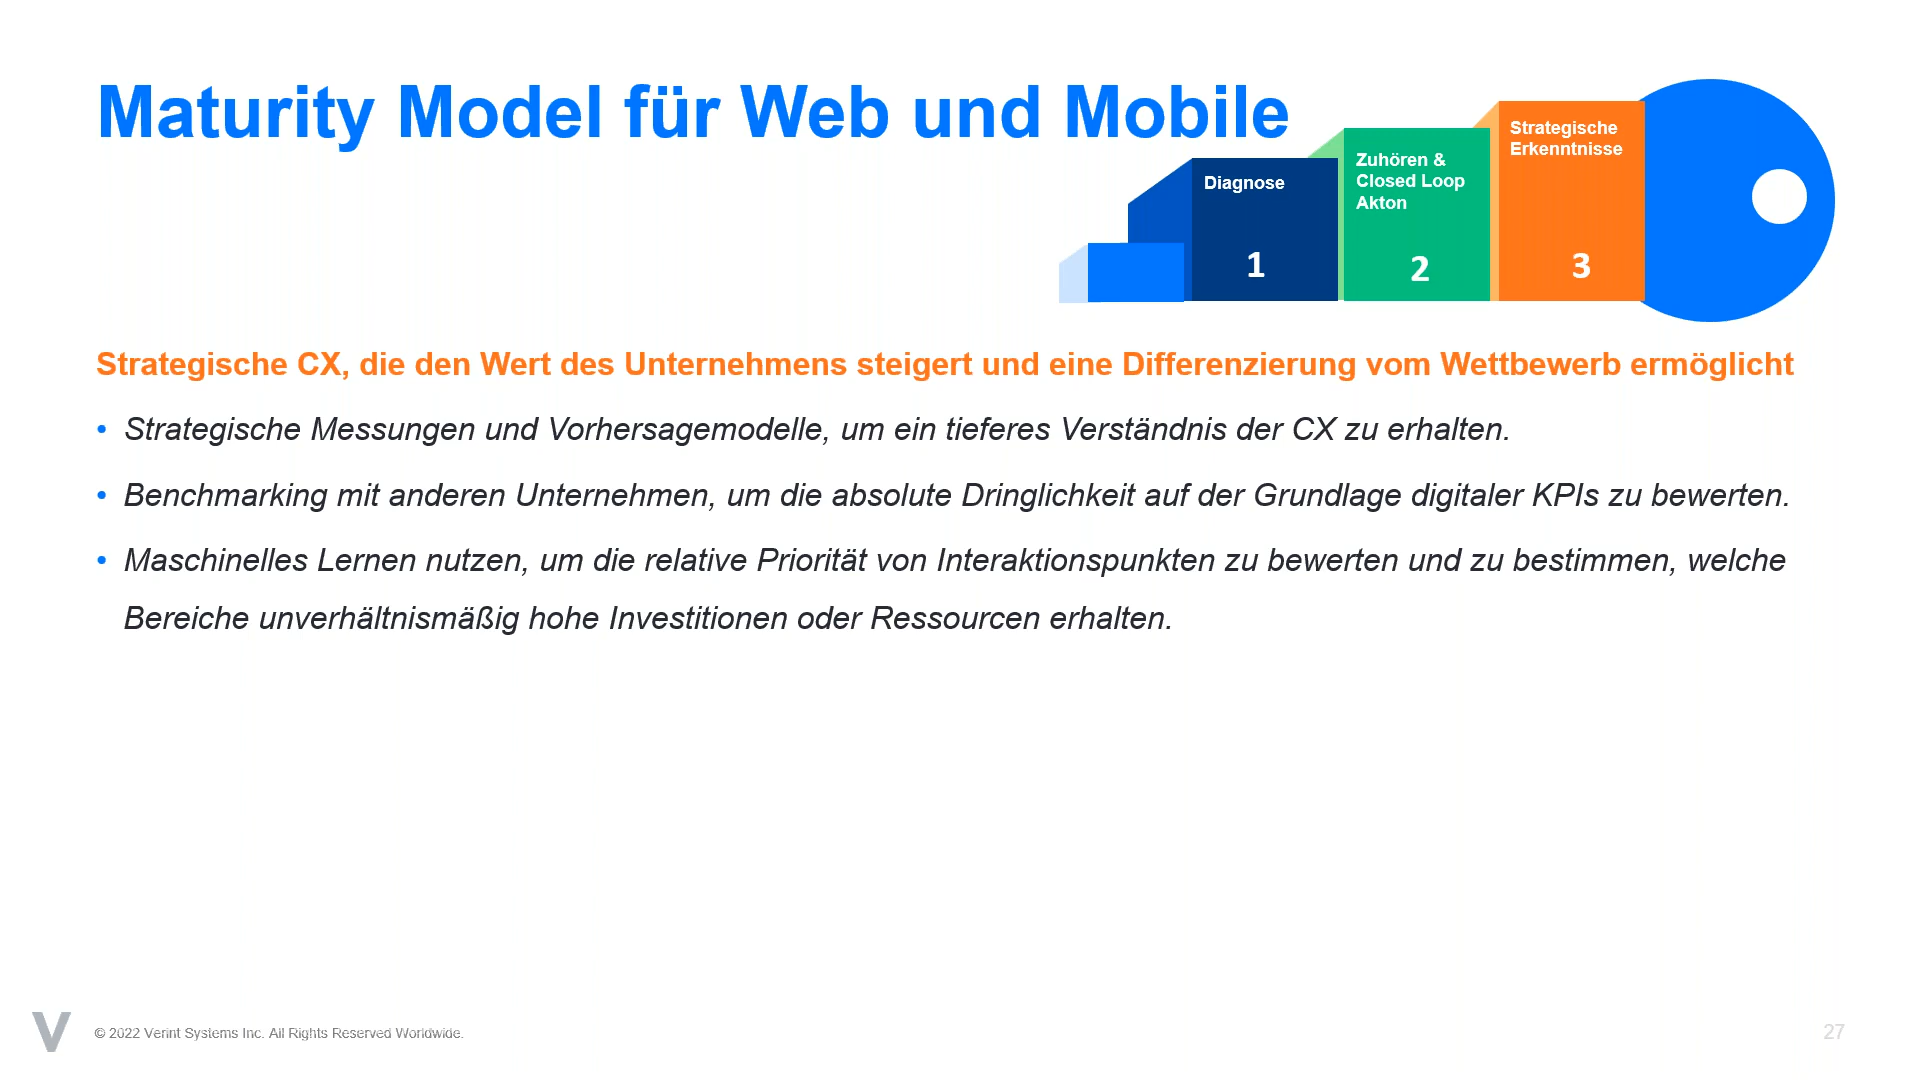 Maturity Model für Web und Mobile
Diagnose
1
Zuhören &
Closed Loop
Akton
2
Strategische
Erkenntnisse
3
Strategische CX, die den Wert des Unternehmens steigert und eine Differenzierung vom Wettbewerb ermöglicht
• Strategische Messungen und Vorhersagemodelle, um ein tieferes Verständnis der CX zu erhalten.
• Benchmarking mit anderen Unternehmen, um die absolute Dringlichkeit auf der Grundlage digitaler KPIs zu bewerten.
• Maschinelles Lernen nutzen, um die relative Priorität von Interaktionspunkten zu bewerten und zu bestimmen, welche
Bereiche unverhältnismäßig hohe Investitionen oder Ressourcen erhalten.
© 2022 Verint Systems Inc. All Rights Reserved Worldwide.
27